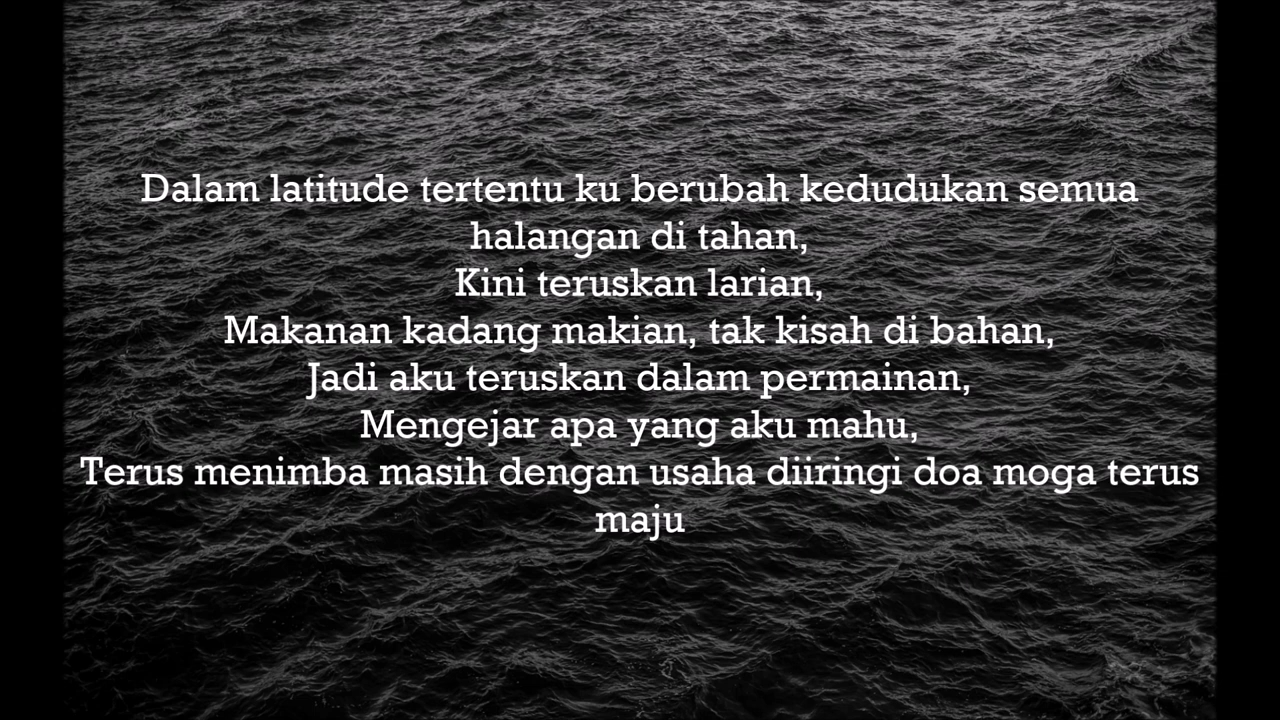 Dalam latitude tertentu ku berubah kedudukan semua
halangan di tahan,
Kini teruskan larian,
Makanan kadang makian, tak kisah di bahan,
Jadi aku teruskan dalam permainan,
Mengejar apa yang aku mahu,
Terus menimba masih dengan usaha diiringi doa moga terus
maju